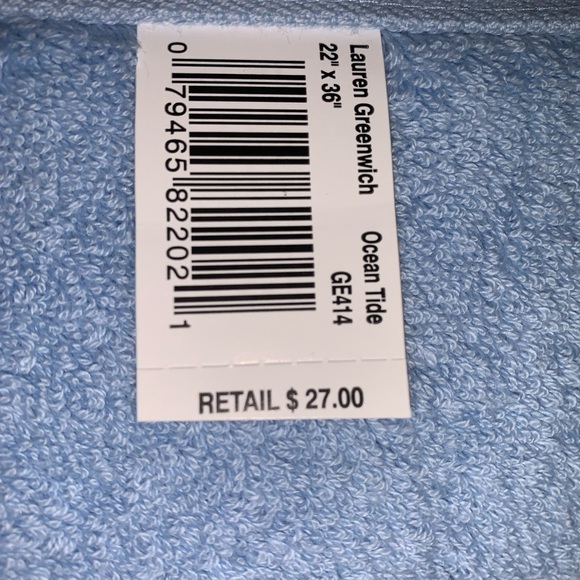 Lauren Greenwich Ocean Tide
22" x 36" GE414
0 79465 82202 1
RETAIL $ 27.00